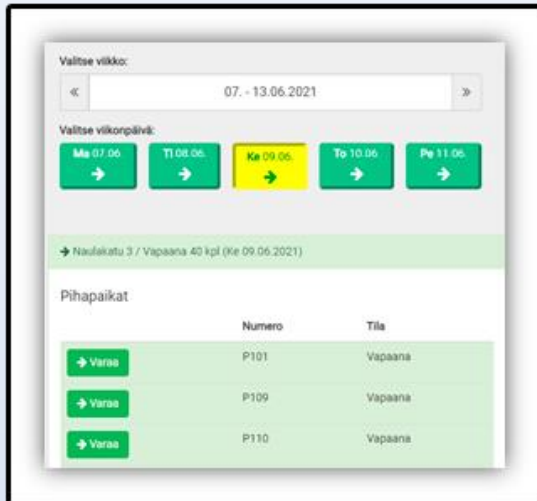 Valitse viikko:
« 07. - 13.06.2021 »
Valitse viikonpäivä:
Ma 07.06. TI 08.06. Ke 09.06. To 10.06. Pe 11.06.
Naulakatu 3 / Vapaana 40 kpl (Ke 09.06.2021)
Pihapaikat
Numero Tila
Varaa P101 Vapaana
Varaa P109 Vapaana
Varaa P110 Vapaana